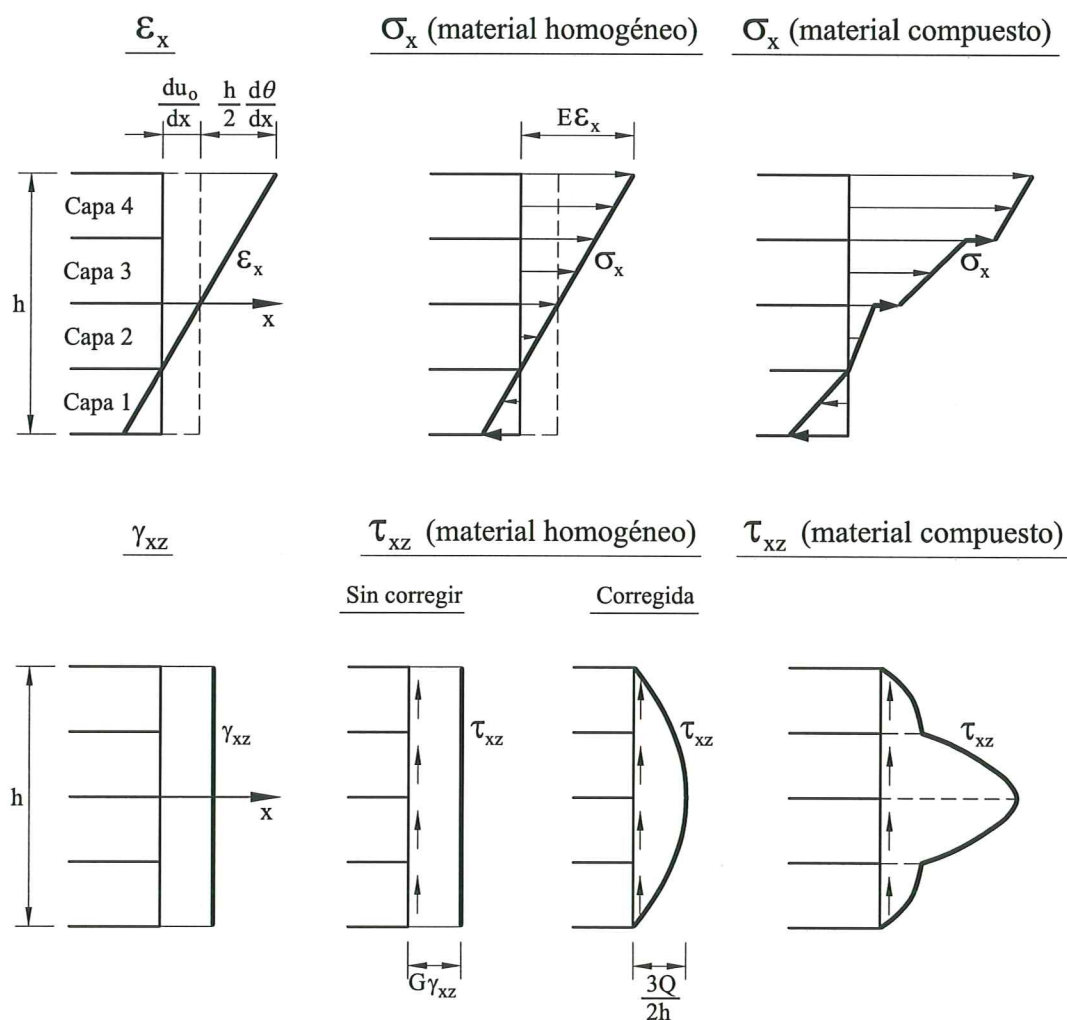 εx
σx (material homogéneo)
σx (material compuesto)
du₀/dx
h/2 dθ/dx
Eεx
Capa 4
Capa 3
Capa 2
Capa 1
h
εx
x
σx
σx
γxz
τxz (material homogéneo)
τxz (material compuesto)
Sin corregir
Corregida
h
γxz
x
τxz
τxz
τxz
Gγxz
3Q/2h